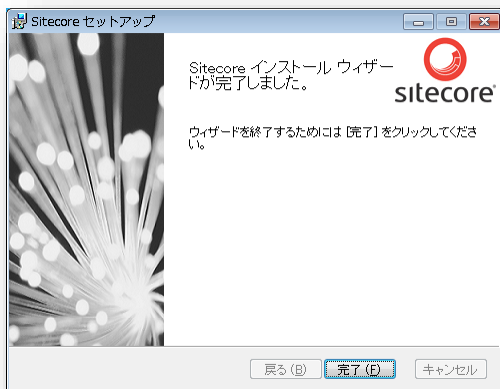 Sitecore セットアップ
Sitecore インストール ウィザー
ドが完了しました。
sitecore
ウィザードを終了するためには [完了] をクリックしてくださ
い。
戻る(B)
完了(F)
キャンセル